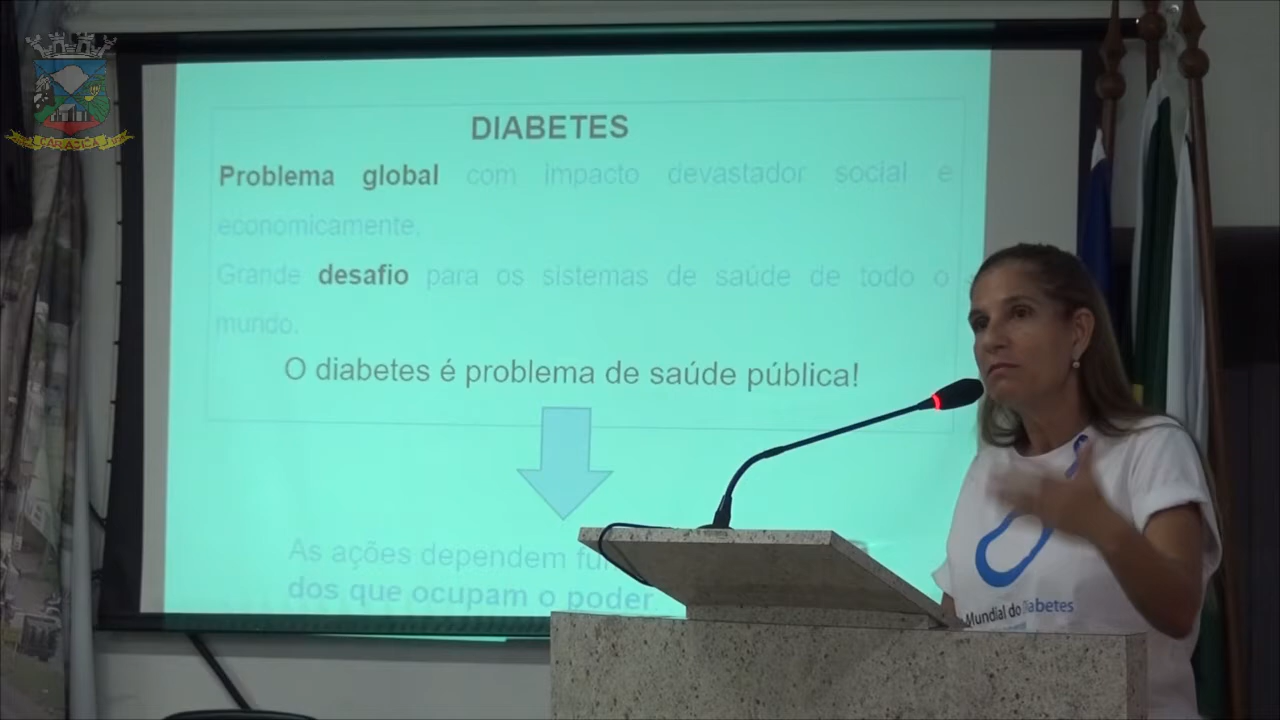 CARIACICA
DIABETES
Problema global com impacto devastador social e
economicamente.
Grande desafio para os sistemas de saúde de todo o
mundo.
O diabetes é problema de saúde pública!
As ações dependem
dos que ocupam o poder
Mundial do Diabetes